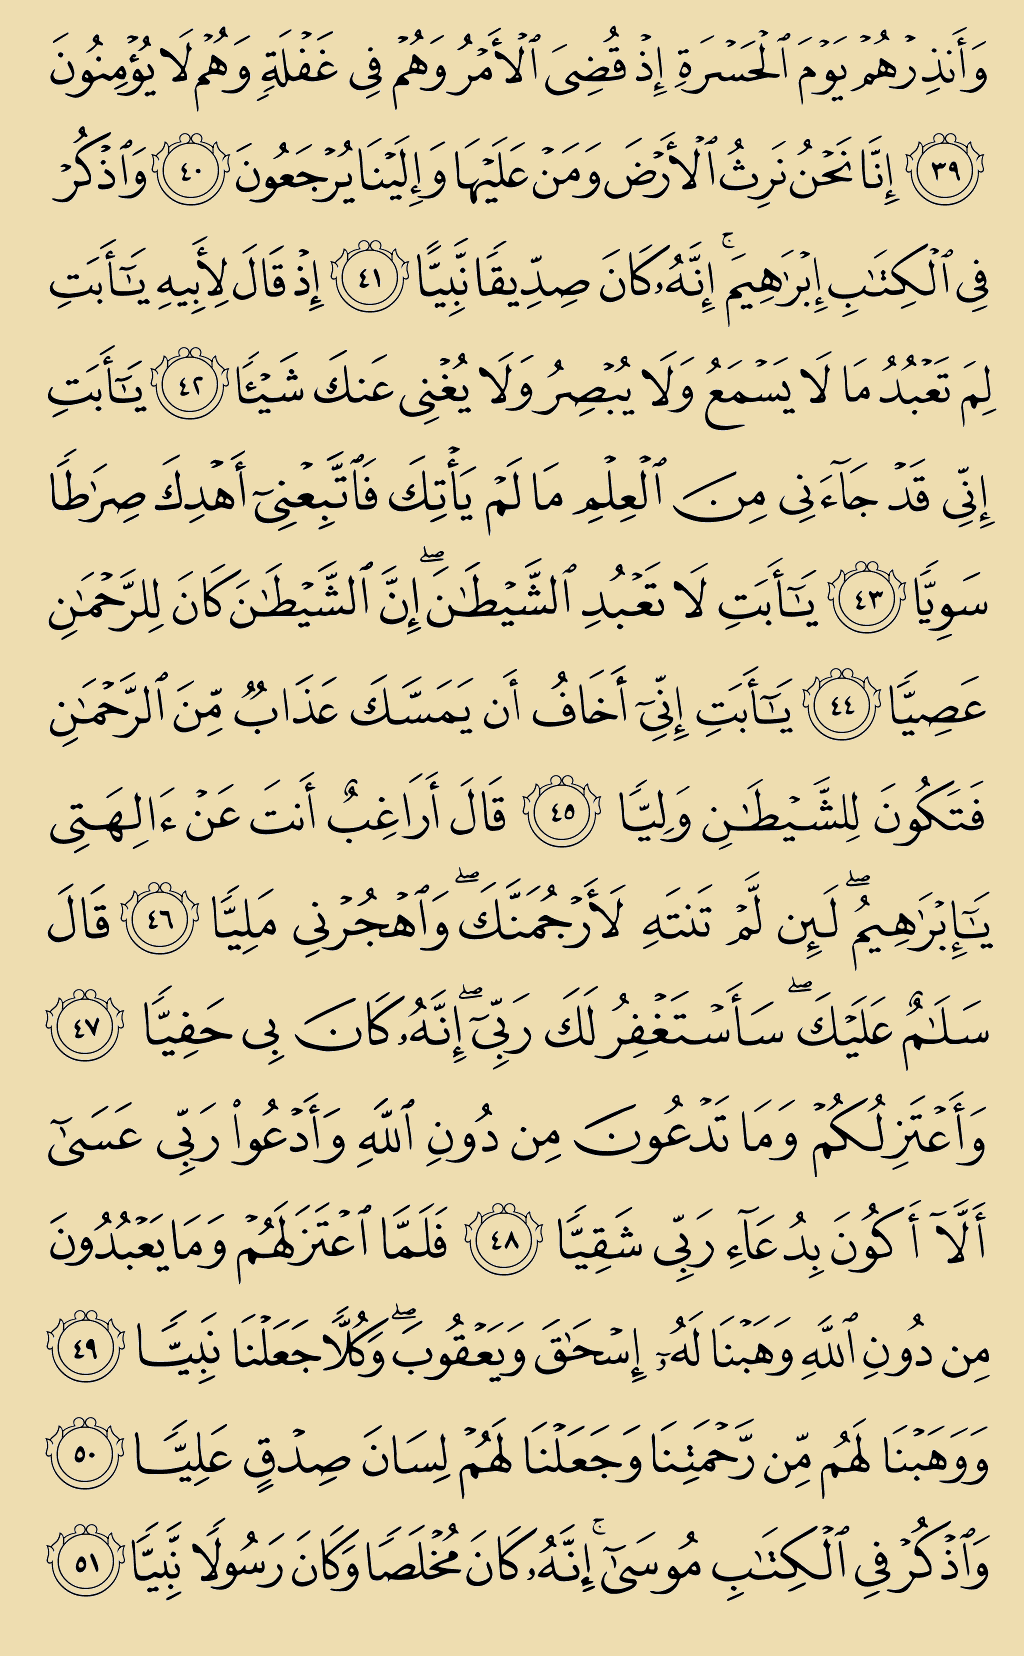 وَأَنذِرْهُمْ يَوْمَ ٱلْحَسْرَةِ إِذْ قُضِىَ ٱلْأَمْرُ وَهُمْ فِى غَفْلَةٍ وَهُمْ لَا يُؤْمِنُونَ
٣٩ إِنَّا نَحْنُ نَرِثُ ٱلْأَرْضَ وَمَنْ عَلَيْهَا وَإِلَيْنَا يُرْجَعُونَ ٤٠ وَٱذْكُرْ
فِى ٱلْكِتَٰبِ إِبْرَٰهِيمَ ۚ إِنَّهُۥ كَانَ صِدِّيقًا نَّبِيًّا ٤١ إِذْ قَالَ لِأَبِيهِ يَٰٓأَبَتِ
لِمَ تَعْبُدُ مَا لَا يَسْمَعُ وَلَا يُبْصِرُ وَلَا يُغْنِى عَنكَ شَيْـًٔا ٤٢ يَٰٓأَبَتِ
إِنِّى قَدْ جَآءَنِى مِنَ ٱلْعِلْمِ مَا لَمْ يَأْتِكَ فَٱتَّبِعْنِىٓ أَهْدِكَ صِرَٰطًا
سَوِيًّا ٤٣ يَٰٓأَبَتِ لَا تَعْبُدِ ٱلشَّيْطَٰنَ ۖ إِنَّ ٱلشَّيْطَٰنَ كَانَ لِلرَّحْمَٰنِ
عَصِيًّا ٤٤ يَٰٓأَبَتِ إِنِّىٓ أَخَافُ أَن يَمَسَّكَ عَذَابٌ مِّنَ ٱلرَّحْمَٰنِ
فَتَكُونَ لِلشَّيْطَٰنِ وَلِيًّا ٤٥ قَالَ أَرَاغِبٌ أَنتَ عَنْ ءَالِهَتِى
يَٰٓإِبْرَٰهِيمُ ۖ لَئِن لَّمْ تَنتَهِ لَأَرْجُمَنَّكَ ۖ وَٱهْجُرْنِى مَلِيًّا ٤٦ قَالَ
سَلَٰمٌ عَلَيْكَ ۖ سَأَسْتَغْفِرُ لَكَ رَبِّىٓ ۖ إِنَّهُۥ كَانَ بِى حَفِيًّا ٤٧
وَأَعْتَزِلُكُمْ وَمَا تَدْعُونَ مِن دُونِ ٱللَّهِ وَأَدْعُوا۟ رَبِّى عَسَىٰٓ
أَلَّآ أَكُونَ بِدُعَآءِ رَبِّى شَقِيًّا ٤٨ فَلَمَّا ٱعْتَزَلَهُمْ وَمَا يَعْبُدُونَ
مِن دُونِ ٱللَّهِ وَهَبْنَا لَهُۥٓ إِسْحَٰقَ وَيَعْقُوبَ ۖ وَكُلًّا جَعَلْنَا نَبِيًّا ٤٩
وَوَهَبْنَا لَهُم مِّن رَّحْمَتِنَا وَجَعَلْنَا لَهُمْ لِسَانَ صِدْقٍ عَلِيًّا ٥٠
وَٱذْكُرْ فِى ٱلْكِتَٰبِ مُوسَىٰٓ ۚ إِنَّهُۥ كَانَ مُخْلَصًا وَكَانَ رَسُولًا نَّبِيًّا ٥١